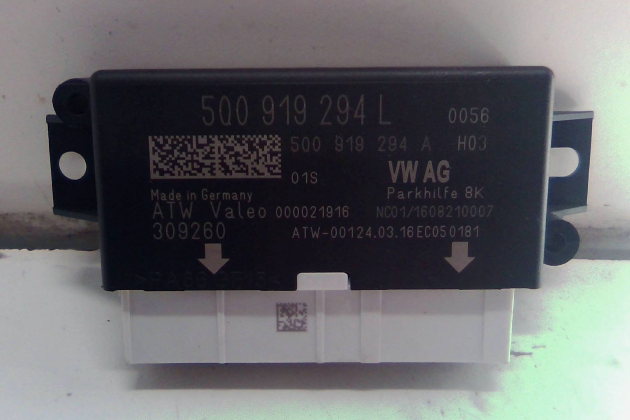 5Q0 919 294 L 0056
5Q0 919 294 A H03
01S VW AG
Made in Germany Parkhilfe 8K
ATW Valeo 000021916 NC01/1608210007
309260 ATW-00124.03.16EC050181